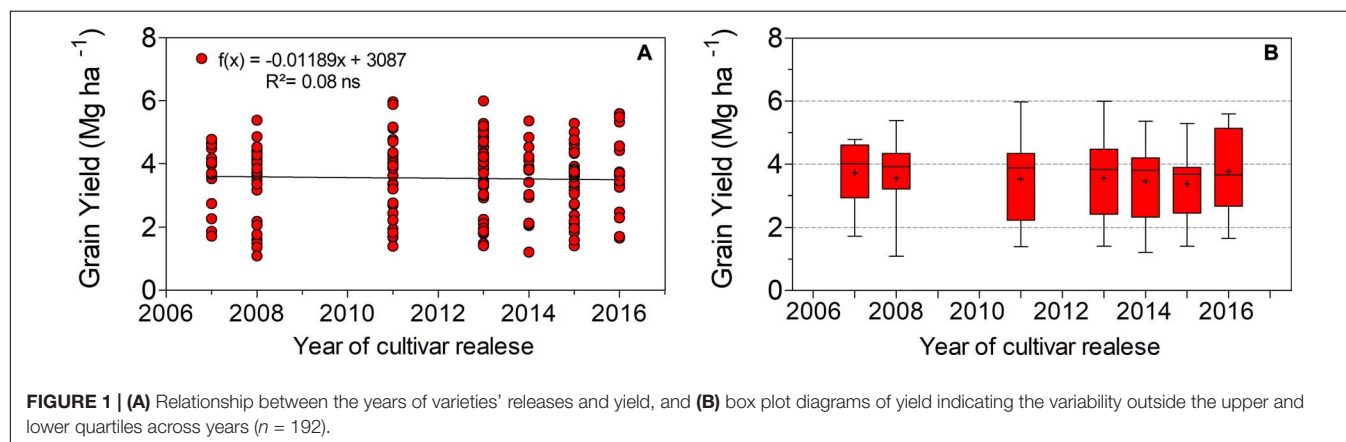 A
f(x) = -0.01189x + 3087
R²= 0.08 ns
Grain Yield (Mg ha ⁻¹)
8
6
4
2
0
2006 2008 2010 2012 2014 2016
Year of cultivar realese
B
Grain Yield (Mg ha ⁻¹)
8
6
4
2
0
2006 2008 2010 2012 2014 2016
Year of cultivar realese
FIGURE 1 | (A) Relationship between the years of varieties’ releases and yield, and (B) box plot diagrams of yield indicating the variability outside the upper and
lower quartiles across years (n = 192).